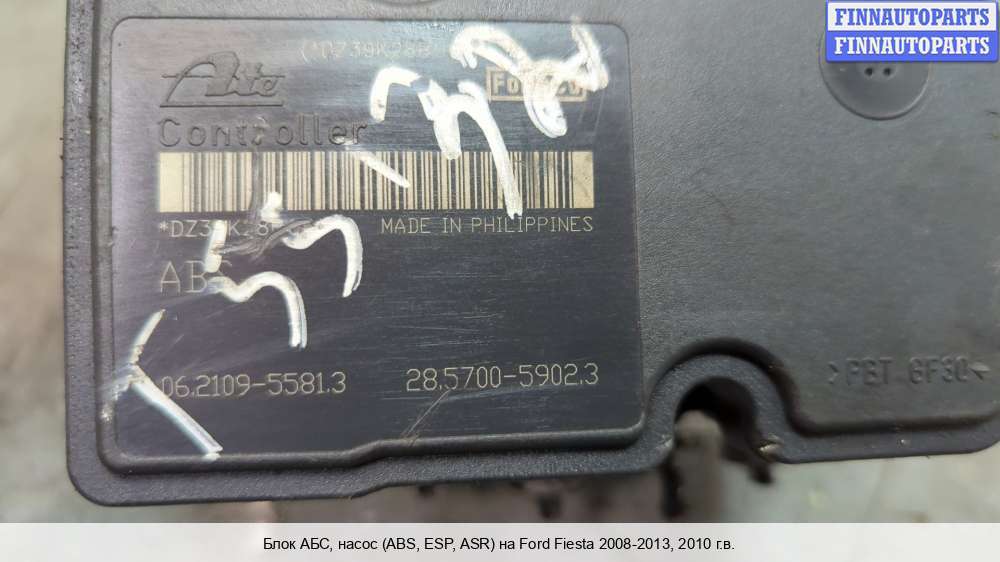 FINNAUTOPARTS
FINNAUTOPARTS
Ate
Controller
MADE IN PHILIPPINES
ABS
06.2109-5581.3 28.5700-5902.3
>PBT GF30<
Блок АБС, насос (ABS, ESP, ASR) на Ford Fiesta 2008-2013, 2010 г.в.